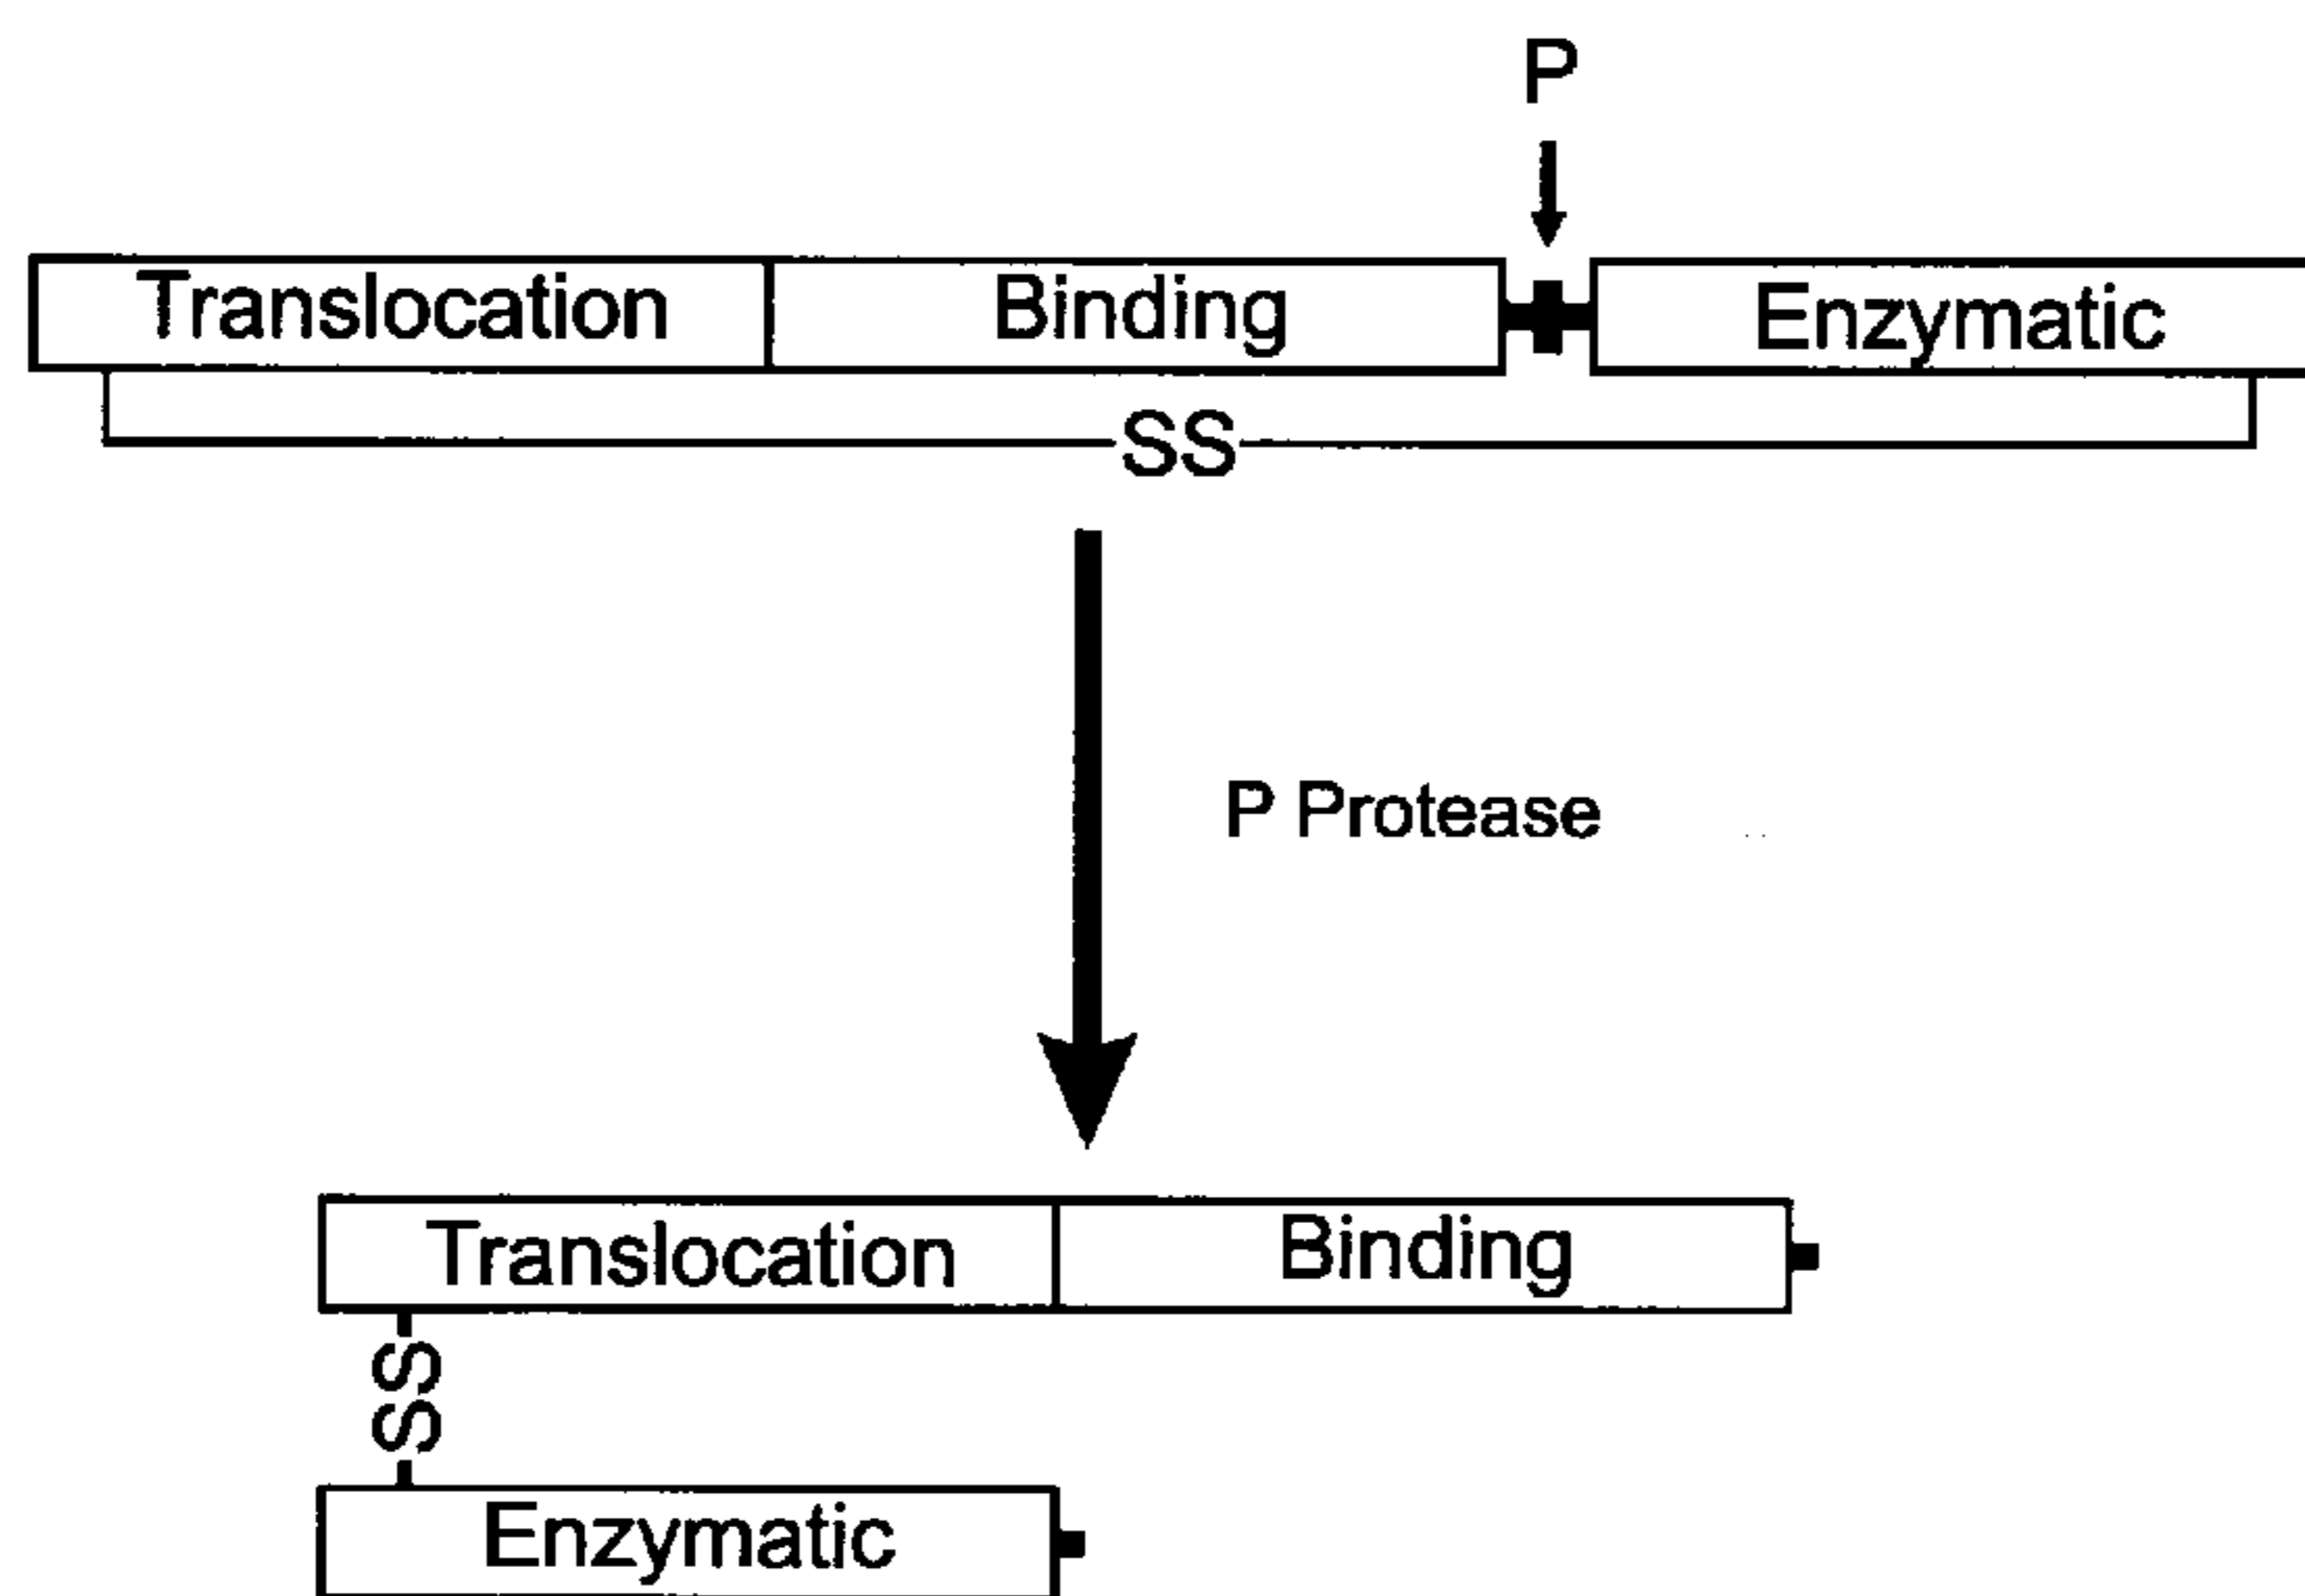 P
Translocation Binding Enzymatic
SS
P Protease
Translocation Binding
SS
Enzymatic